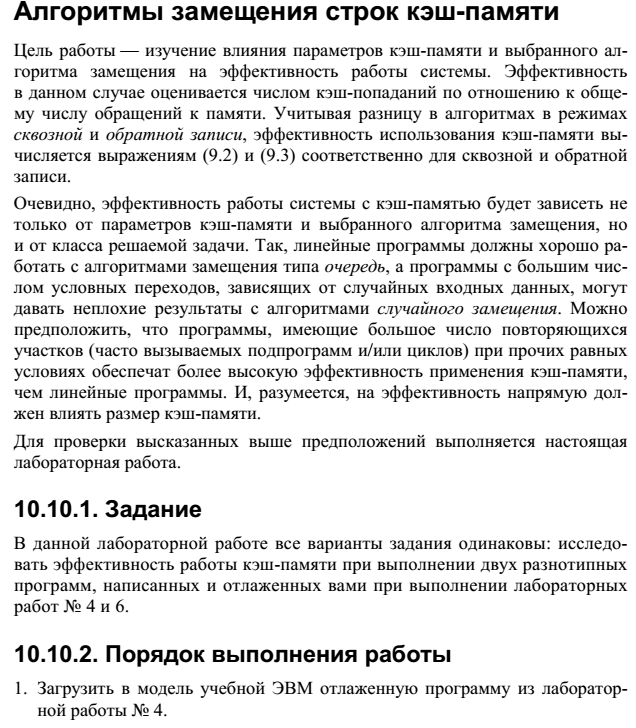 Алгоритмы замещения строк кэш-памяти
Цель работы — изучение влияния параметров кэш-памяти и выбранного ал-
горитма замещения на эффективность работы системы. Эффективность
в данном случае оценивается числом кэш-попаданий по отношению к обще-
му числу обращений к памяти. Учитывая разницу в алгоритмах в режимах
сквозной и обратной записи, эффективность использования кэш-памяти вы-
числяется выражениям (9.2) и (9.3) соответственно для сквозной и обратной
записи.
Очевидно, эффективность работы системы с кэш-памятью будет зависеть не
только от параметров кэш-памяти и выбранного алгоритма замещения, но
и от класса решаемой задачи. Так, линейные программы должны хорошо ра-
ботать с алгоритмами замещения типа очередь, а программы с большим чис-
лом условных переходов, зависящих от случайных входных данных, могут
давать неплохие результаты с алгоритмами случайного замещения. Можно
предположить, что программы, имеющие большое число повторяющихся
участков (часто вызываемых подпрограмм и/или циклов) при прочих равных
условиях обеспечат более высокую эффективность применения кэш-памяти,
чем линейные программы. И, разумеется, на эффективность напрямую дол-
жен влиять размер кэш-памяти.
Для проверки высказанных выше предположений выполняется настоящая
лабораторная работа.
10.10.1. Задание
В данной лабораторной работе все варианты задания одинаковы: исследо-
вать эффективность работы кэш-памяти при выполнении двух разнотипных
программ, написанных и отлаженных вами при выполнении лабораторных
работ № 4 и 6.
10.10.2. Порядок выполнения работы
1. Загрузить в модель учебной ЭВМ отлаженную программу из лаборатор-
ной работы № 4.